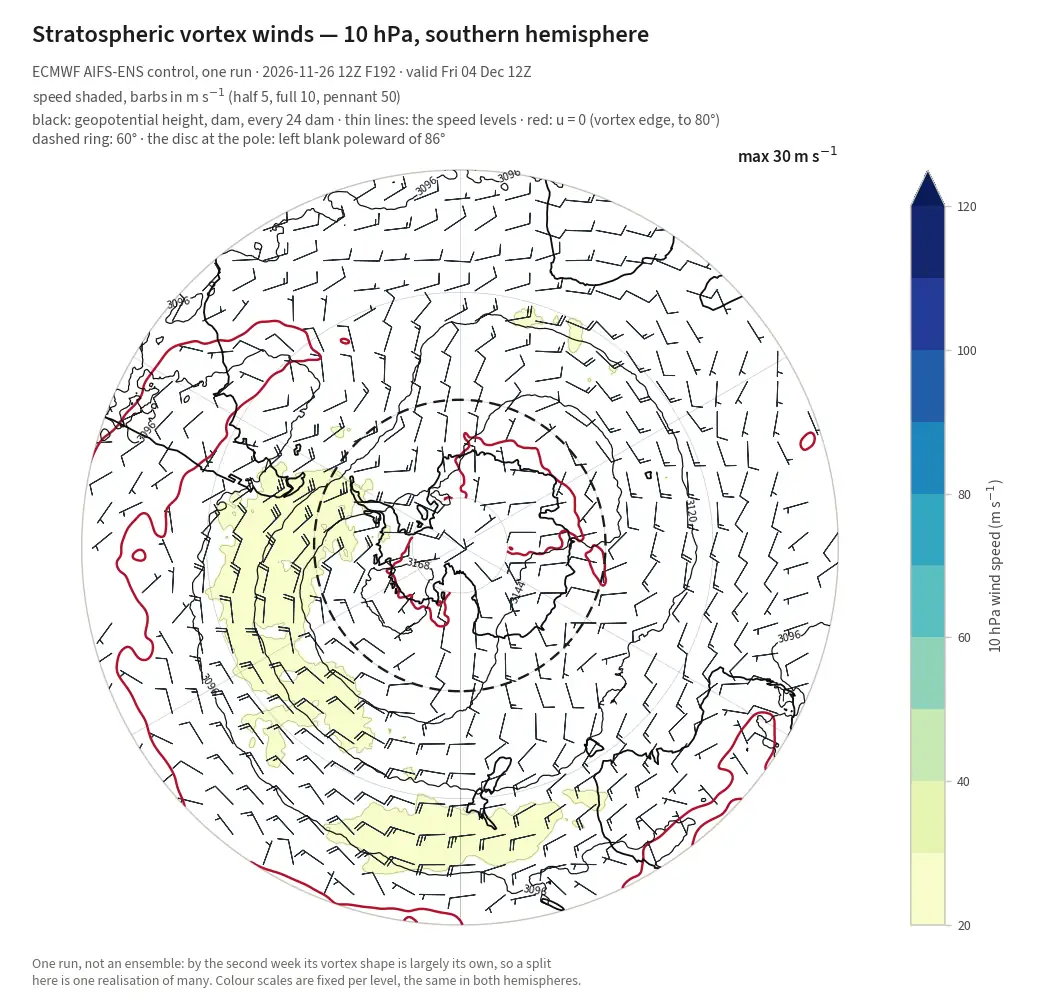 Stratospheric vortex winds — 10 hPa, southern hemisphere
ECMWF AIFS-ENS control, one run · 2026-11-26 12Z F192 · valid Fri 04 Dec 12Z
speed shaded, barbs in m s⁻¹ (half 5, full 10, pennant 50)
black: geopotential height, dam, every 24 dam · thin lines: the speed levels · red: u = 0 (vortex edge, to 80°)
dashed ring: 60° · the disc at the pole: left blank poleward of 86°
max 30 m s⁻¹
3096
3096
3096
3096
3120
3168
3144
3096
3096
3096
120
100
80
60
40
20
10 hPa wind speed (m s⁻¹)
One run, not an ensemble: by the second week its vortex shape is largely its own, so a split
here is one realisation of many. Colour scales are fixed per level, the same in both hemispheres.